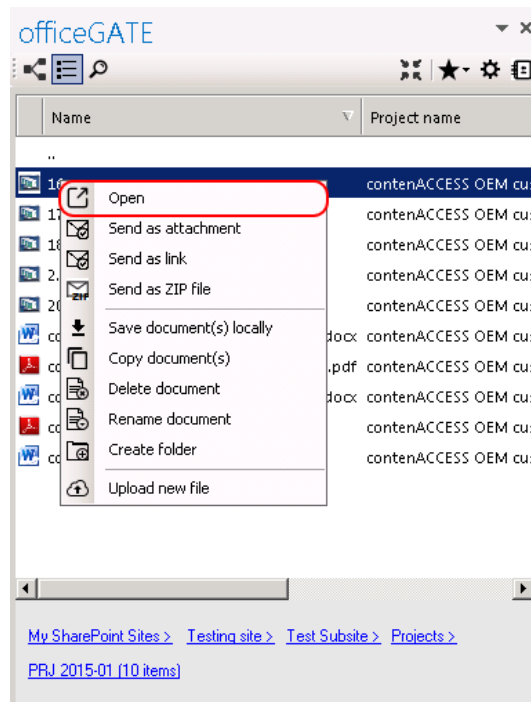 officeGATE
Name Project name
..
16 contenACCESS OEM cu
Open
17 contenACCESS OEM cu
Send as attachment
18 contenACCESS OEM cu
Send as link
2. contenACCESS OEM cu
Send as ZIP file
20 contenACCESS OEM cu
Save document(s) locally
co docx contenACCESS OEM cu
Copy document(s)
co .pdf contenACCESS OEM cu
Delete document
co docx contenACCESS OEM cu
Rename document
co contenACCESS OEM cu
Create folder
co contenACCESS OEM cu
Upload new file
My SharePoint Sites > Testing site > Test Subsite > Projects >
PRJ 2015-01 (10 items)